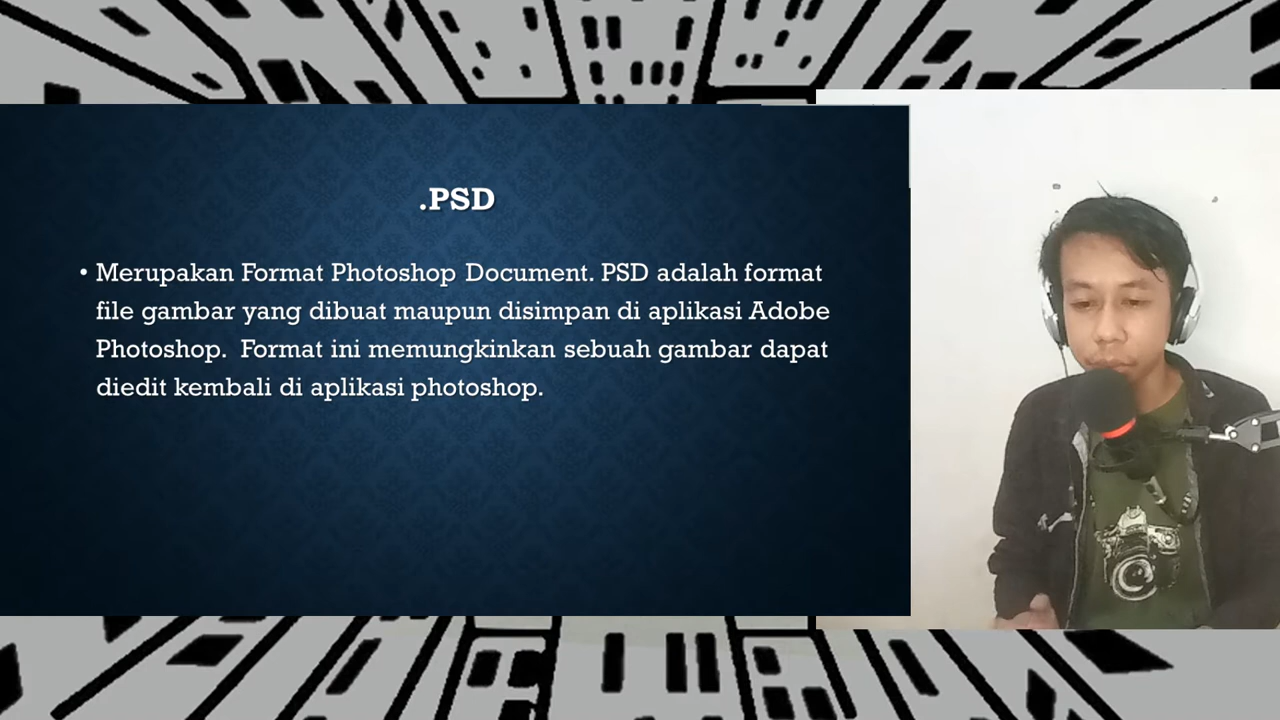 .PSD
• Merupakan Format Photoshop Document. PSD adalah format
file gambar yang dibuat maupun disimpan di aplikasi Adobe
Photoshop.  Format ini memungkinkan sebuah gambar dapat
diedit kembali di aplikasi photoshop.